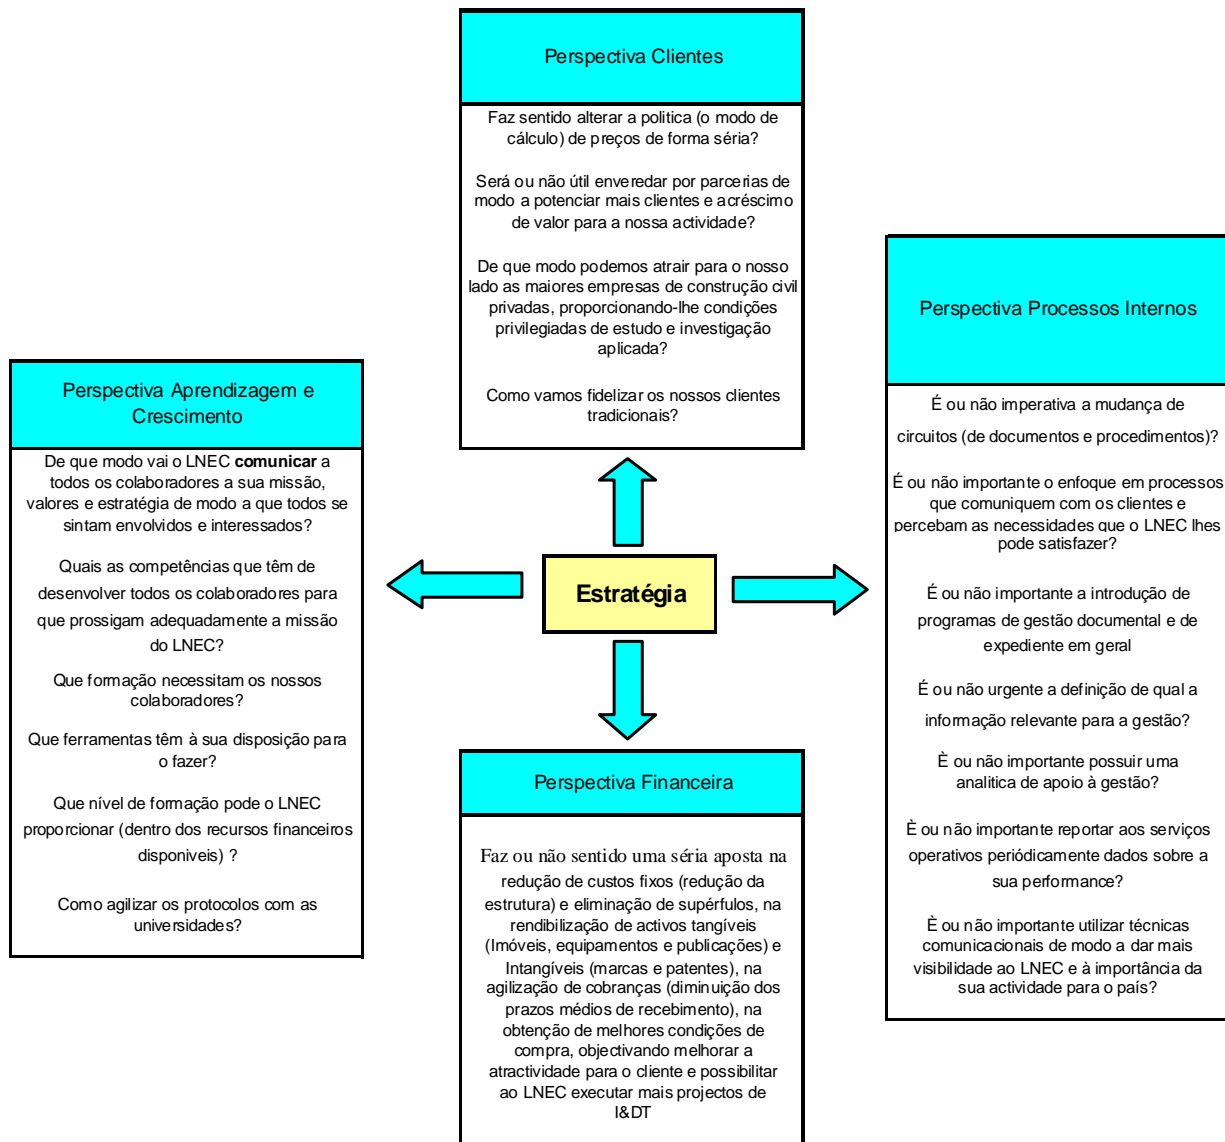 Perspectiva Clientes
Faz sentido alterar a politica (o modo de
cálculo) de preços de forma séria?
Será ou não útil enveredar por parcerias de
modo a potenciar mais clientes e acréscimo
de valor para a nossa actividade?
De que modo podemos atrair para o nosso
lado as maiores empresas de construção civil
privadas, proporcionando-lhe condições
privilegiadas de estudo e investigação
aplicada?
Como vamos fidelizar os nossos clientes
tradicionais?
Perspectiva Aprendizagem e
Crescimento
De que modo vai o LNEC comunicar a
todos os colaboradores a sua missão,
valores e estratégia de modo a que todos se
sintam envolvidos e interessados?
Quais as competências que têm de
desenvolver todos os colaboradores para
que prossigam adequadamente a missão
do LNEC?
Que formação necessitam os nossos
colaboradores?
Que ferramentas têm à sua disposição para
o fazer?
Que nível de formação pode o LNEC
proporcionar (dentro dos recursos financeiros
disponiveis) ?
Como agilizar os protocolos com as
universidades?
Estratégia
Perspectiva Processos Internos
É ou não imperativa a mudança de
circuitos (de documentos e procedimentos)?
É ou não importante o enfoque em processos
que comuniquem com os clientes e
percebam as necessidades que o LNEC lhes
pode satisfazer?
É ou não importante a introdução de
programas de gestão documental e de
expediente em geral
É ou não urgente a definição de qual a
informação relevante para a gestão?
È ou não importante possuir uma
analitica de apoio à gestão?
È ou não importante reportar aos serviços
operativos periódicamente dados sobre a
sua performance?
È ou não importante utilizar técnicas
comunicacionais de modo a dar mais
visibilidade ao LNEC e à importância da
sua actividade para o país?
Perspectiva Financeira
Faz ou não sentido uma séria aposta na
redução de custos fixos (redução da
estrutura) e eliminação de supérfulos, na
rendibilização de activos tangíveis
(Imóveis, equipamentos e publicações) e
Intangíveis (marcas e patentes), na
agilização de cobranças (diminuição dos
prazos médios de recebimento), na
obtenção de melhores condições de
compra, objectivando melhorar a
atractividade para o cliente e possibilitar
ao LNEC executar mais projectos de
I&DT